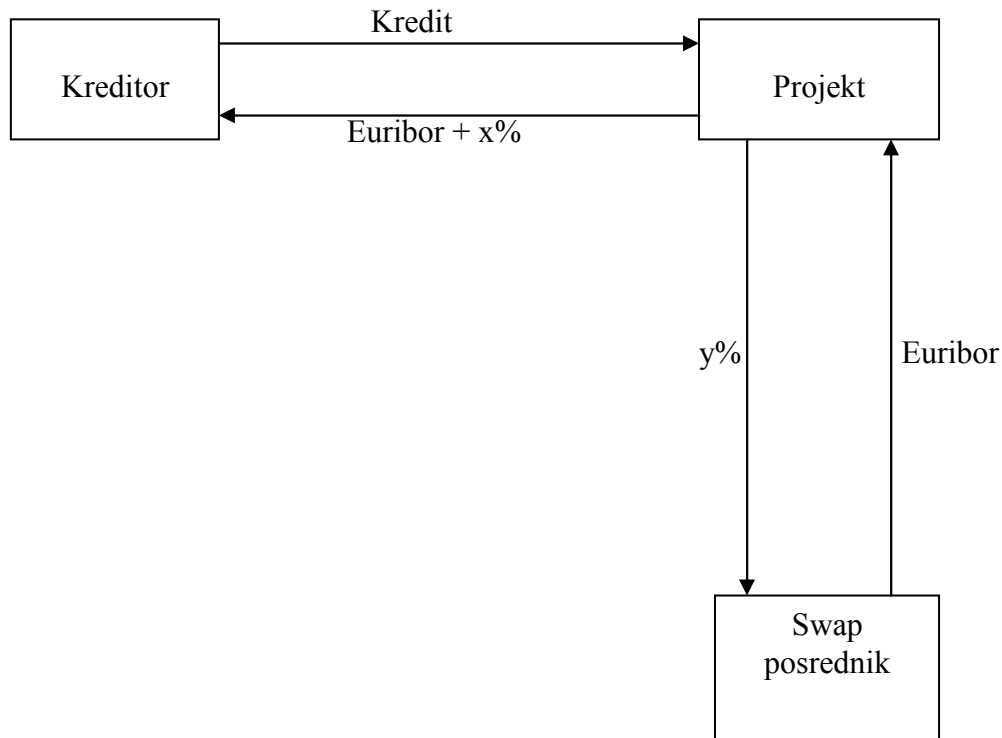 Kredit
Kreditor
Projekt
Euribor + x%
y%
Euribor
Swap
posrednik